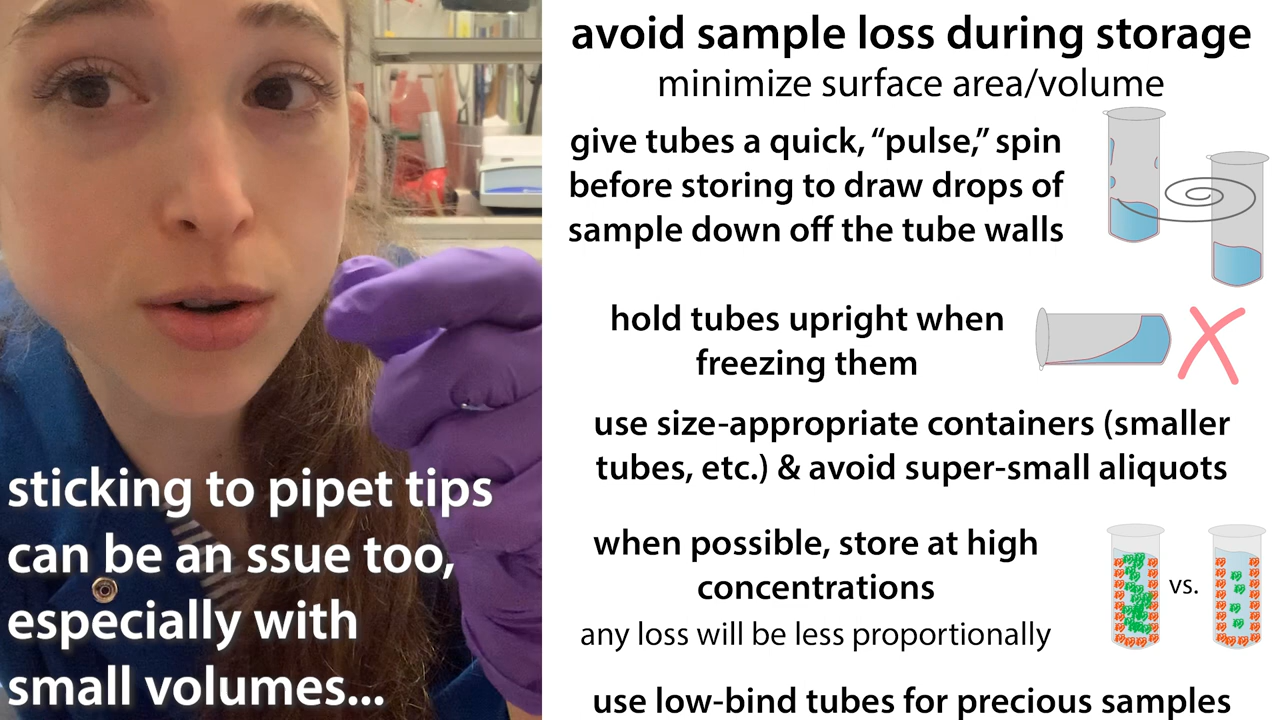 sticking to pipet tips
can be an ssue too,
especially with
small volumes...
avoid sample loss during storage
minimize surface area/volume
give tubes a quick, “pulse,” spin
before storing to draw drops of
sample down off the tube walls
hold tubes upright when
freezing them
use size-appropriate containers (smaller
tubes, etc.) & avoid super-small aliquots
when possible, store at high
concentrations
vs.
any loss will be less proportionally
use low-bind tubes for precious samples